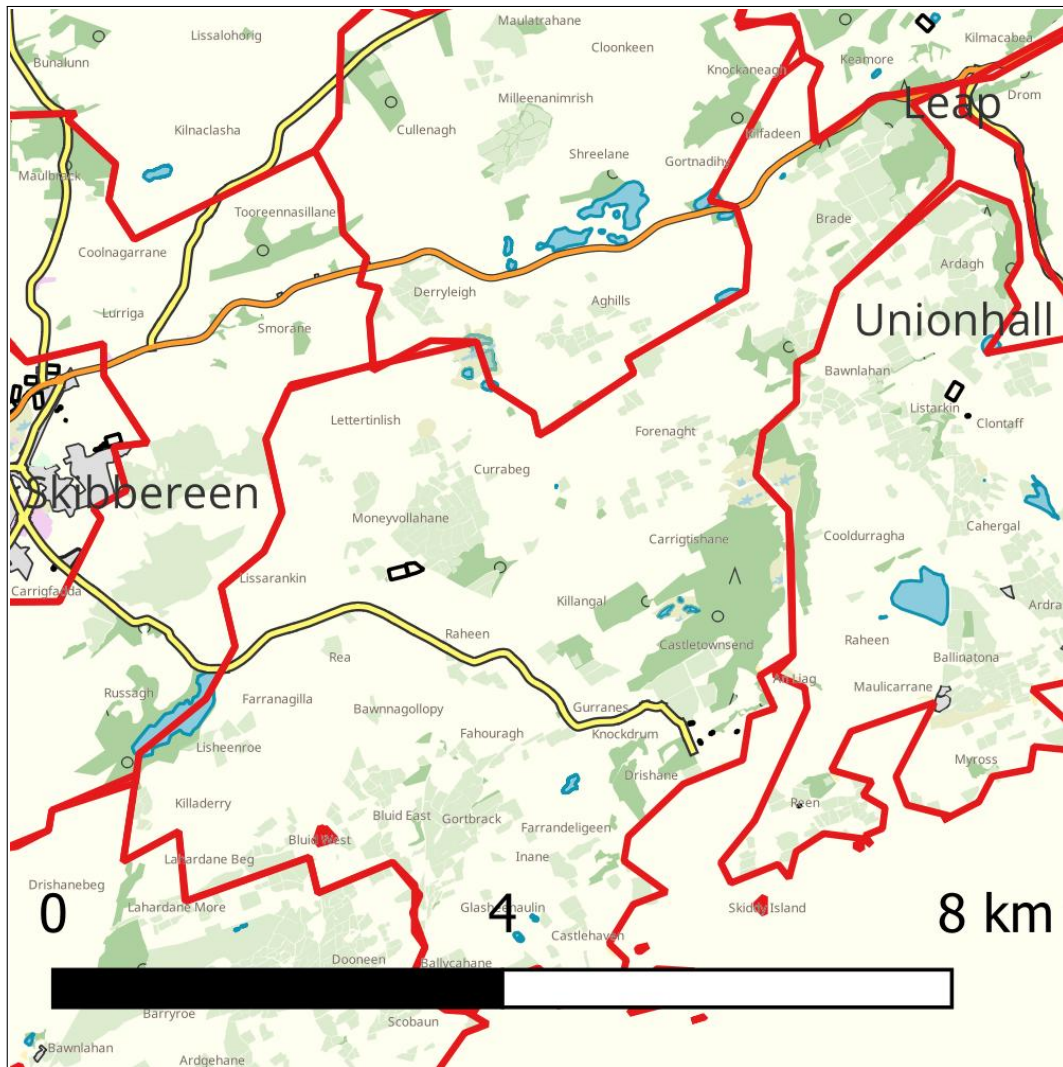 Maulatrahane
Lissalohorig
Kilmacabea
Cloonkeen
Bunalunn
Keamore
Knockaneagh
Milleenanimrish
Drom
Leap
Kilnaclasha
Cullenagh
Kilfadeen
Shreelane
Gortnadihy
Maulbrack
Tooreennasillane
Brade
Coolnagarrane
Ardagh
Derryleigh
Aghills
Lurriga
Smorane
Unionhall
Bawnlahan
Listarkin
Lettertinlish
Clontaff
Forenaght
Currabeg
Skibbereen
Moneyvollahane
Cahergal
Cooldurragha
Carrigtishane
Lissarankin
Carrigfadda
Killangal
Ardra
Raheen
Raheen
Castletownsend
Rea
Ballinatona
An Liag
Maulicarrane
Russagh
Farranagilla
Bawnnagollopy
Gurranes
Fahouragh
Knockdrum
Lisheenroe
Myross
Drishane
Killaderry
Reen
Bluid East
Gortbrack
Farrandeligeen
Bluid West
Lahardane Beg
Inane
Drishanebeg
Lahardane More
Glasheenaulin
Skiddy Island
0 4 8 km
Castlehaven
Dooneen
Ballycahane
Barryroe
Scobaun
Bawnlahan
Ardgehane